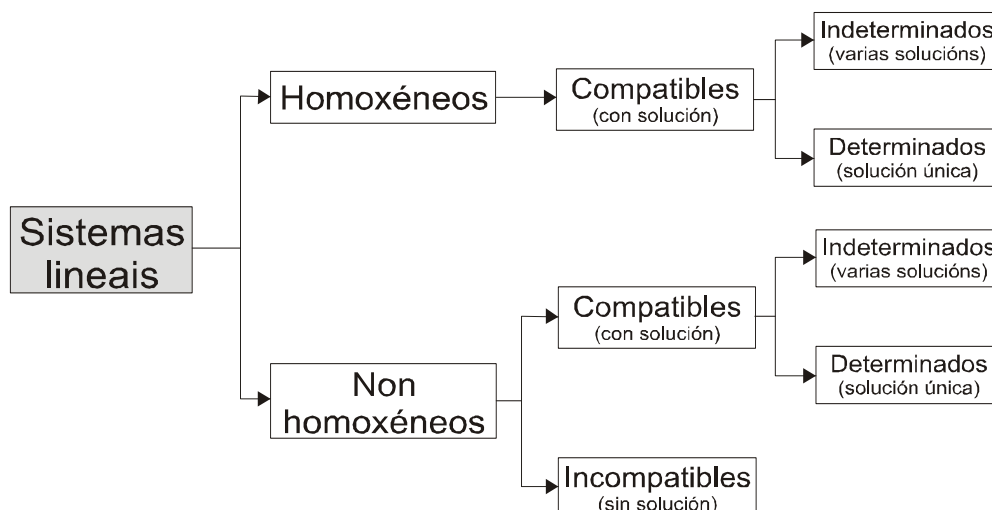 Sistemas
lineais
Homoxéneos
Compatibles
(con solución)
Indeterminados
(varias solucións)
Determinados
(solución única)
Non
homoxéneos
Compatibles
(con solución)
Indeterminados
(varias solucións)
Determinados
(solución única)
Incompatibles
(sin solución)